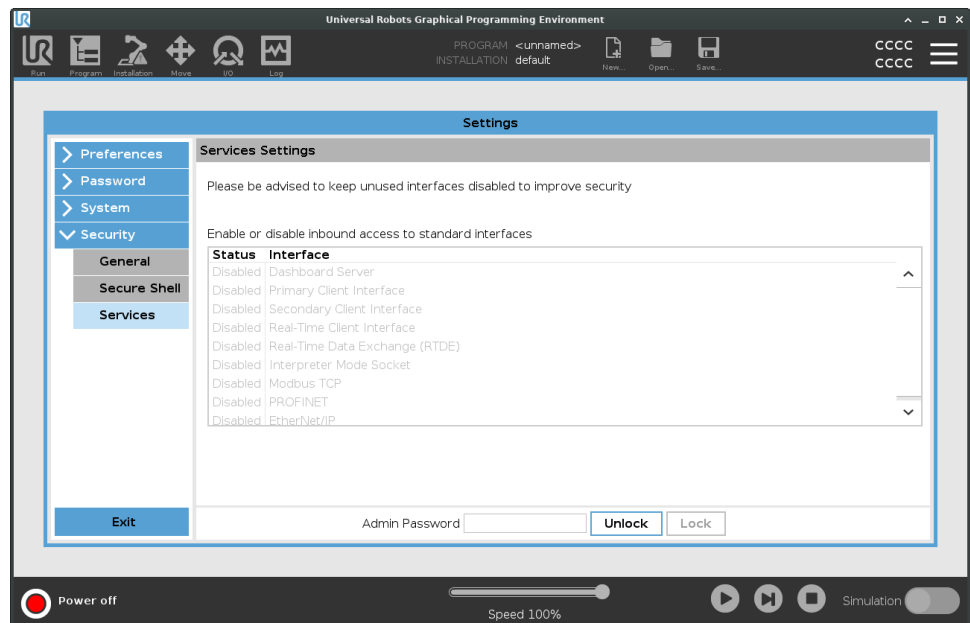 Universal Robots Graphical Programming Environment
PROGRAM <unnamed>
INSTALLATION default
CCCC
CCCC
Run Program Installation Move I/O Log New... Open... Save...
Settings
Preferences
Password
System
Security
General
Secure Shell
Services
Exit
Services Settings
Please be advised to keep unused interfaces disabled to improve security
Enable or disable inbound access to standard interfaces
Status Interface
Disabled Dashboard Server
Disabled Primary Client Interface
Disabled Secondary Client Interface
Disabled Real-Time Client Interface
Disabled Real-Time Data Exchange (RTDE)
Disabled Interpreter Mode Socket
Disabled Modbus TCP
Disabled PROFINET
Disabled EtherNet/IP
Admin Password Unlock Lock
Power off
Speed 100%
Simulation